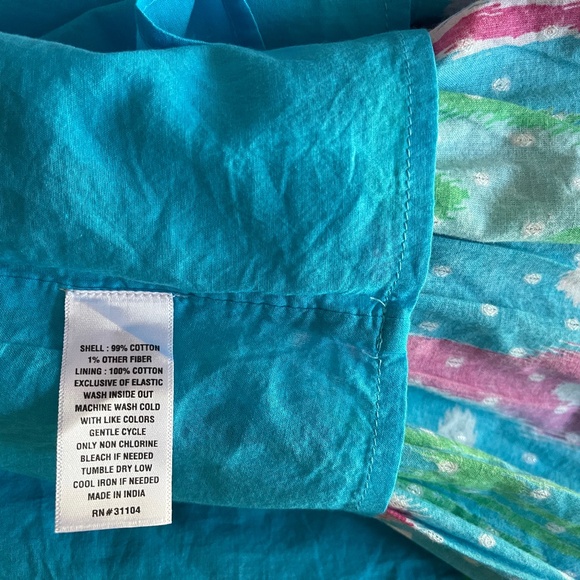 SHELL : 99% COTTON
1% OTHER FIBER
LINING : 100% COTTON
EXCLUSIVE OF ELASTIC
WASH INSIDE OUT
MACHINE WASH COLD
WITH LIKE COLORS
GENTLE CYCLE
ONLY NON CHLORINE
BLEACH IF NEEDED
TUMBLE DRY LOW
COOL IRON IF NEEDED
MADE IN INDIA
RN#31104